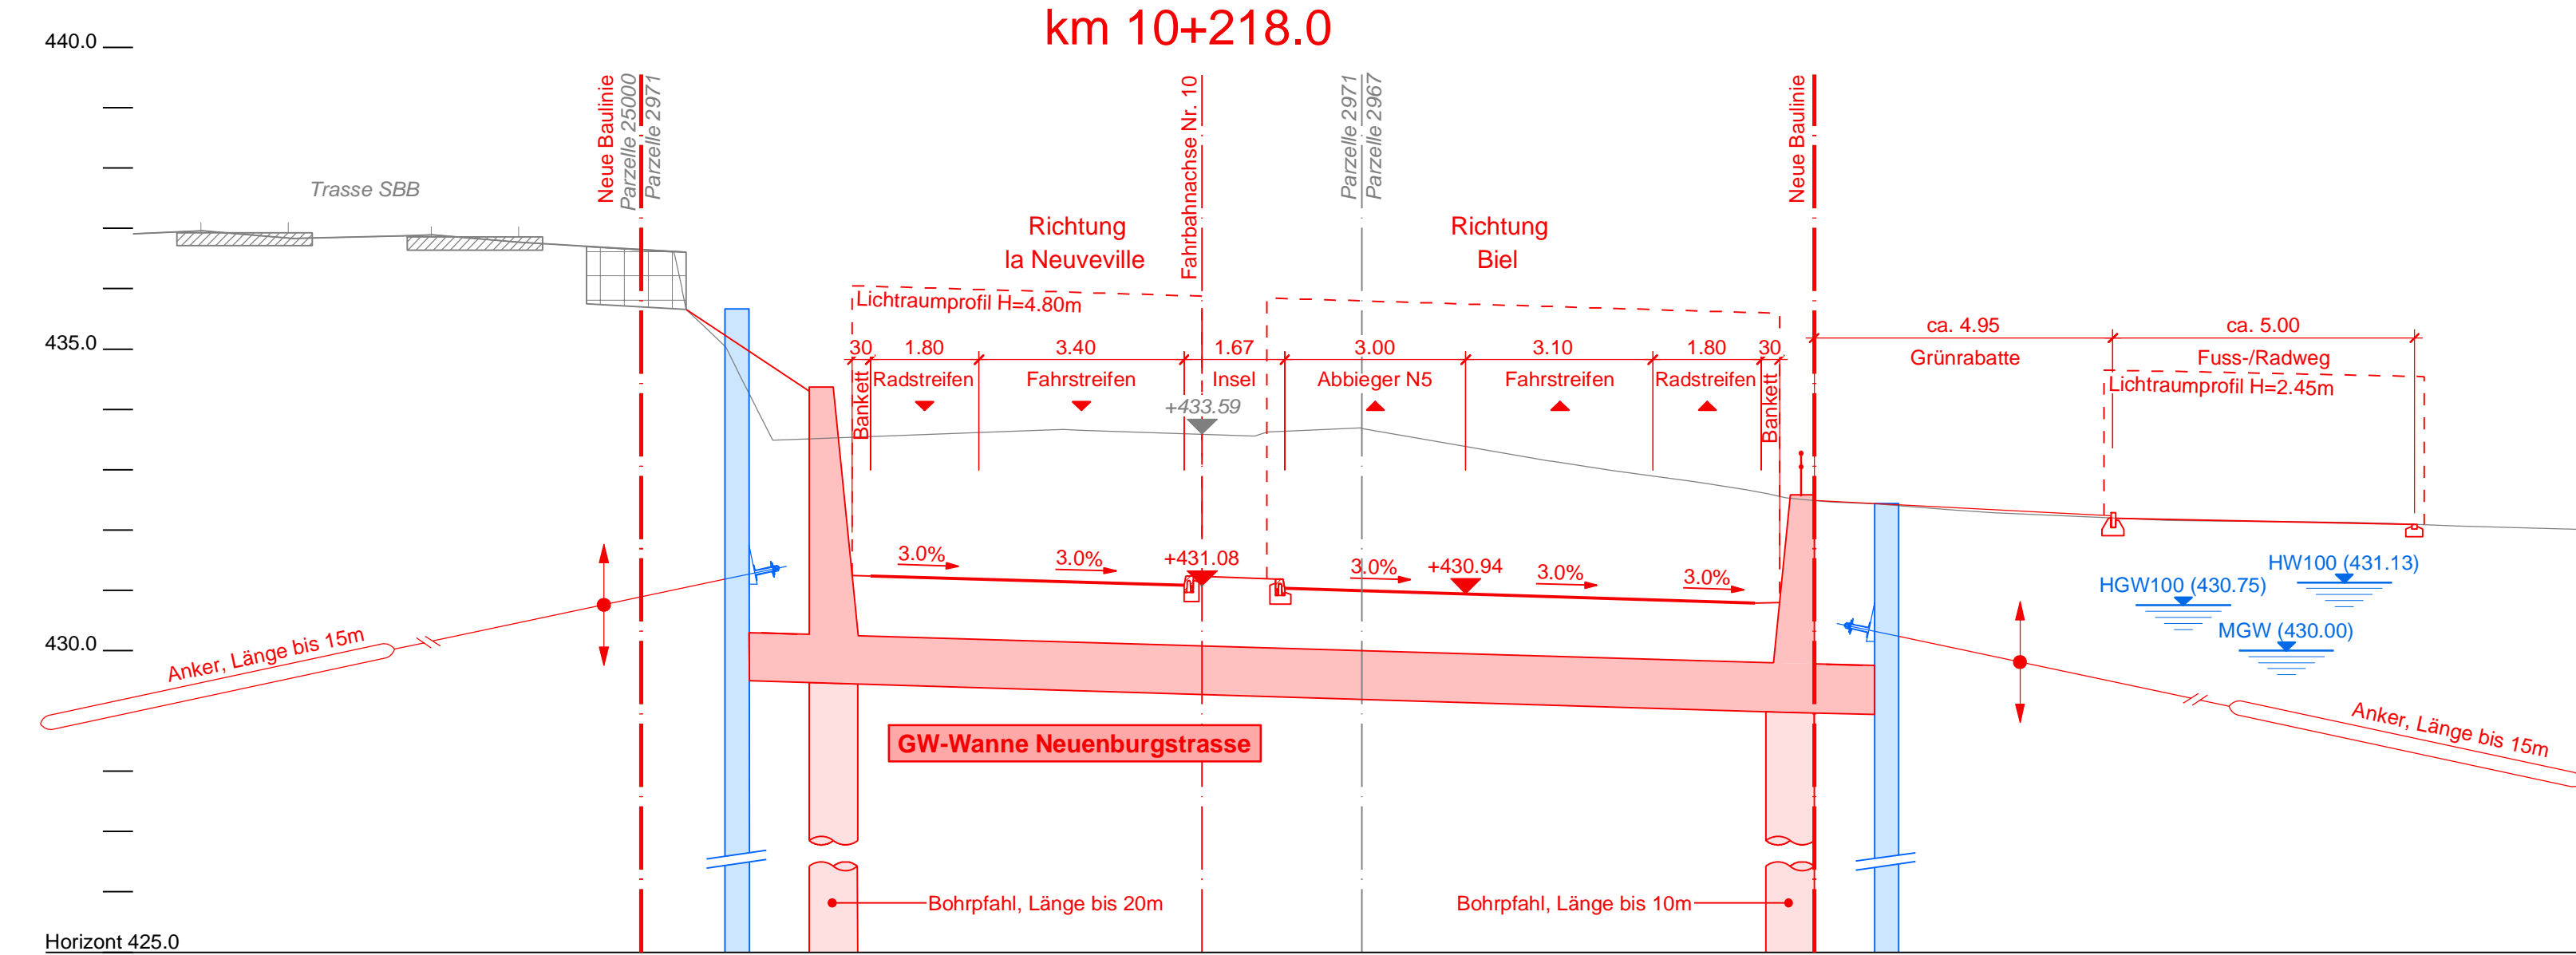 km 10+218.0
440.0
Neue Baulinie
Parzelle 25000
Parzelle 2971
Fahrbahnachse Nr. 10
Parzelle 2971
Parzelle 2967
Neue Baulinie
Trasse SBB
Richtung
la Neuveville
Richtung
Biel
Lichtraumprofil H=4.80m
435.0
30
1.80
3.40
1.67
3.00
3.10
1.80
30
ca. 4.95
ca. 5.00
Bankett
Radstreifen
Fahrstreifen
Insel
Abbieger N5
Fahrstreifen
Radstreifen
Bankett
Grünrabatte
Fuss-/Radweg
Lichtraumprofil H=2.45m
+433.59
3.0%
3.0%
+431.08
3.0%
+430.94
3.0%
3.0%
HW100 (431.13)
HGW100 (430.75)
MGW (430.00)
430.0
Anker, Länge bis 15m
Anker, Länge bis 15m
GW-Wanne Neuenburgstrasse
Bohrpfahl, Länge bis 20m
Bohrpfahl, Länge bis 10m
Horizont 425.0